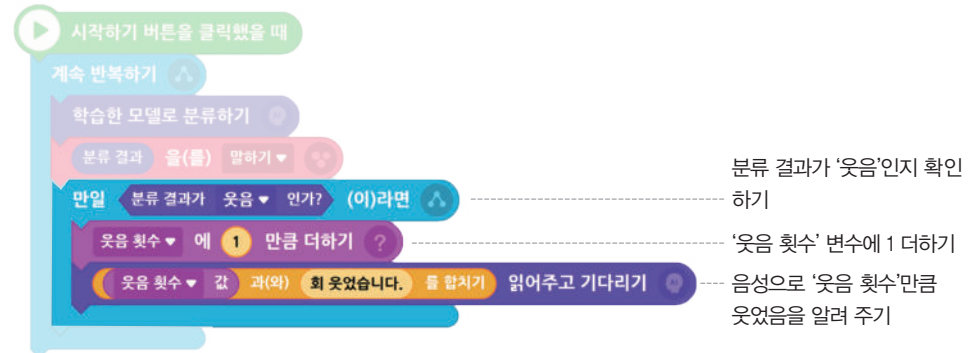 시작하기 버튼을 클릭했을 때
계속 반복하기
학습한 모델로 분류하기
분류 결과 을(를) 말하기
만일 분류 결과가 웃음 인가? (이)라면
웃음 횟수 에 1 만큼 더하기 ?
웃음 횟수 값 과(와) 회 웃었습니다. 를 합치기 읽어주고 기다리기
분류 결과가 ‘웃음’인지 확인
하기
‘웃음 횟수’ 변수에 1 더하기
음성으로 ‘웃음 횟수’만큼
웃었음을 알려 주기